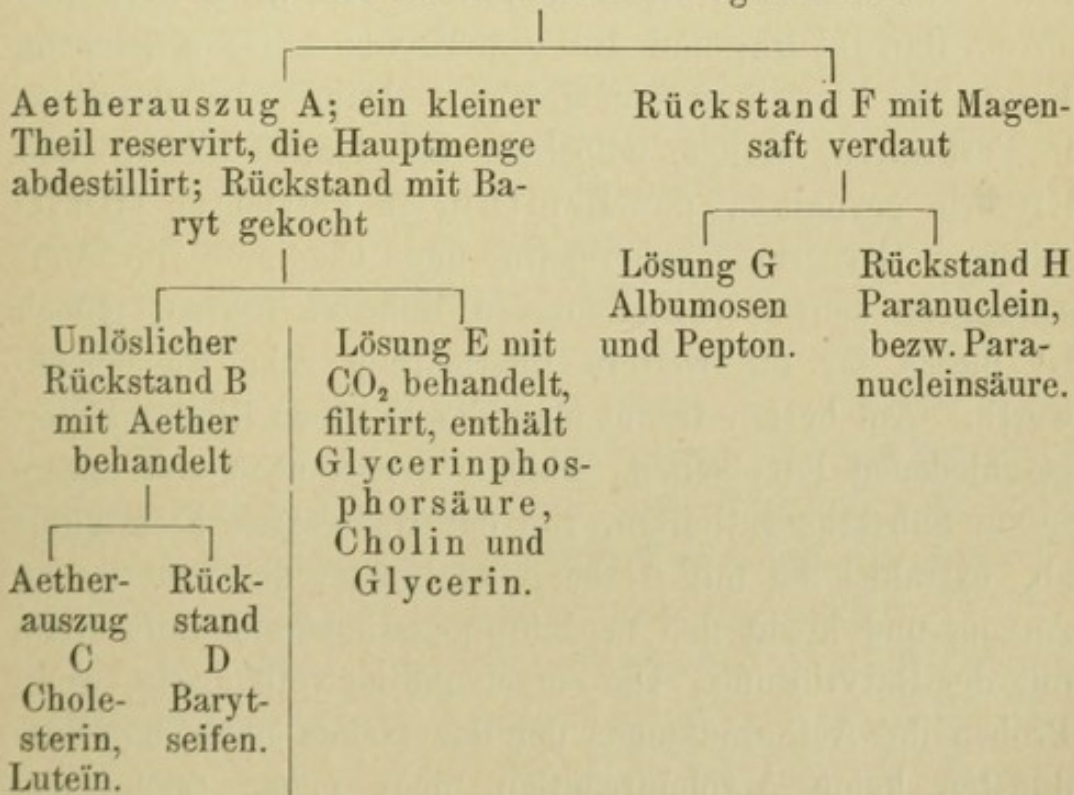 Aetherauszug A; ein kleiner
Theil reservirt, die Hauptmenge
abdestillirt; Rückstand mit Ba-
ryt gekocht
Rückstand F mit Magen-
saft verdaut
Unlöslicher
Rückstand B
mit Aether
behandelt
Lösung E mit
CO₂ behandelt,
filtrirt, enthält
Glycerinphos-
phorsäure,
Cholin und
Glycerin.
Lösung G
Albumosen
und Pepton.
Rückstand H
Paranuclein,
bezw. Para-
nucleinsäure.
Aether-
auszug
C
Chole-
sterin,
Luteïn.
Rück-
stand
D
Baryt-
seifen.